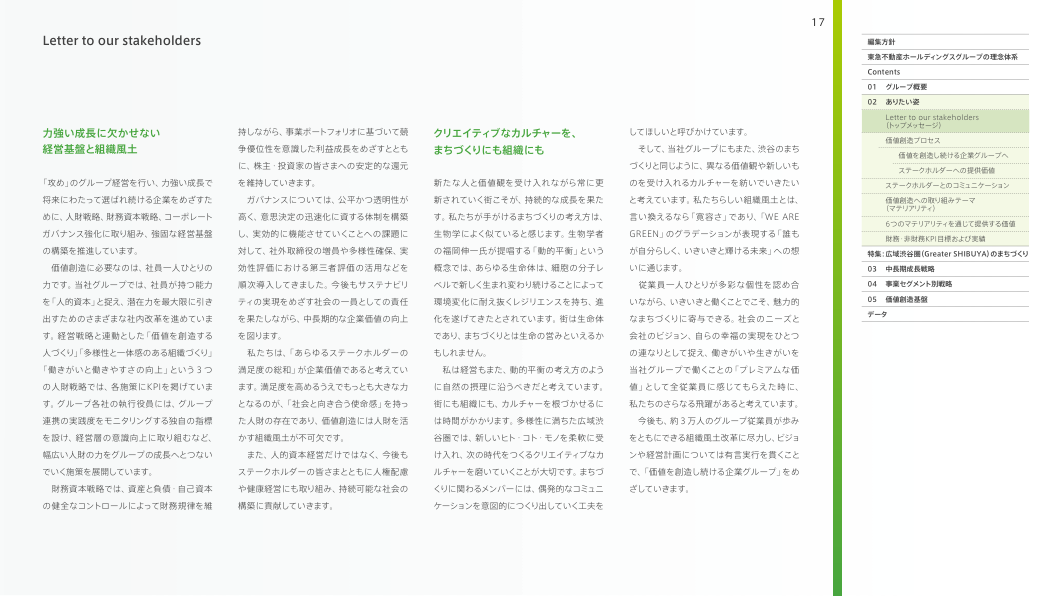 17
Letter to our stakeholders
力強い成長に欠かせない
経営基盤と組織風土
「攻め」のグループ経営を行い、力強い成長で
将来にわたって選ばれ続ける企業をめざすた
めに、人財戦略、財務資本戦略、コーポレート
ガバナンス強化に取り組み、強固な経営基盤
の構築を推進しています。
価値創造に必要なのは、社員一人ひとりの
力です。当社グループでは、社員が持つ能力
を「人的資本」と捉え、潜在力を最大限に引き
出すためのさまざまな社内改革を進めていま
す。経営戦略と連動した「価値を創造する
人づくり」「多様性と一体感のある組織づくり」
「働きがいと働きやすさの向上」という3つ
の人財戦略では、各施策にKPIを掲げていま
す。グループ各社の執行役員には、グループ
連携の実践度をモニタリングする独自の指標
を設け、経営層の意識向上に取り組むなど、
幅広い人財の力をグループの成長へとつない
でいく施策を展開しています。
財務資本戦略では、資産と負債・自己資本
の健全なコントロールによって財務規律を維
持しながら、事業ポートフォリオに基づいて競
争優位性を意識した利益成長をめざすととも
に、株主・投資家の皆さまへの安定的な還元
を維持していきます。
ガバナンスについては、公平かつ透明性が
高く、意思決定の迅速化に資する体制を構築
し、実効的に機能させていくことへの課題に
対して、社外取締役の増員や多様性確保、実
効性評価における第三者評価の活用などを
順次導入してきました。今後もサステナビリ
ティの実現をめざす社会の一員としての責任
を果たしながら、中長期的な企業価値の向上
を図ります。
私たちは、「あらゆるステークホルダーの
満足度の総和」が企業価値であると考えてい
ます。満足度を高めるうえでもっとも大きな力
となるのが、「社会と向き合う使命感」を持っ
た人財の存在であり、価値創造には人財を活
かす組織風土が不可欠です。
また、人的資本経営だけではなく、今後も
ステークホルダーの皆さまとともに人権配慮
や健康経営にも取り組み、持続可能な社会の
構築に貢献していきます。
クリエイティブなカルチャーを、
まちづくりにも組織にも
新たな人と価値観を受け入れながら常に更
新されていく街こそが、持続的な成長を果た
す。私たちが手がけるまちづくりの考え方は、
生物学によく似ていると感じます。生物学者
の福岡伸一氏が提唱する「動的平衡」という
概念では、あらゆる生命体は、細胞の分子レ
ベルで新しく生まれ変わり続けることによって
環境変化に耐え抜くレジリエンスを持ち、進
化を遂げてきたとされています。街は生命体
であり、まちづくりとは生命の営みといえるか
もしれません。
私は経営もまた、動的平衡の考え方のよう
に自然の摂理に沿うべきだと考えています。
街にも組織にも、カルチャーを根づかせるに
は時間がかかります。多様性に満ちた広域渋
谷圏では、新しいヒト・コト・モノを柔軟に受
け入れ、次の時代をつくるクリエイティブなカ
ルチャーを磨いていくことが大切です。まちづ
くりに関わるメンバーには、偶発的なコミュニ
ケーションを意図的につくり出していく工夫を
してほしいと呼びかけています。
そして、当社グループにもまた、渋谷のまち
づくりと同じように、異なる価値観や新しいも
のを受け入れるカルチャーを紡いでいきたい
と考えています。私たちらしい組織風土とは、
言い換えるなら「寛容さ」であり、「WE ARE
GREEN」のグラデーションが表現する「誰も
が自分らしく、いきいきと輝ける未来」への想
いに通じます。
従業員一人ひとりが多彩な個性を認め合
いながら、いきいきと働くことでこそ、魅力的
なまちづくりに寄与できる。社会のニーズと
会社のビジョン、自らの幸福の実現をひとつ
の連なりとして捉え、働きがいや生きがいを
当社グループで働くことの「プレミアムな価
値」として全従業員に感じてもらえた時に、
私たちのさらなる飛躍があると考えています。
今後も、約3万人のグループ従業員が歩み
をともにできる組織風土改革に尽力し、ビジョ
ンや経営計画については有言実行を貫くこと
で、「価値を創造し続ける企業グループ」をめ
ざしていきます。
編集方針
東急不動産ホールディングスグループの理念体系
Contents
01 グループ概要
02 ありたい姿
Letter to our stakeholders
(トップメッセージ)
価値創造プロセス
価値を創造し続ける企業グループへ
ステークホルダーへの提供価値
ステークホルダーとのコミュニケーション
価値創造への取り組みテーマ
(マテリアリティ)
6つのマテリアリティを通じて提供する価値
財務・非財務KPI目標および実績
特集：広域渋谷圏(Greater SHIBUYA)のまちづくり
03 中長期成長戦略
04 事業セグメント別戦略
05 価値創造基盤
データ